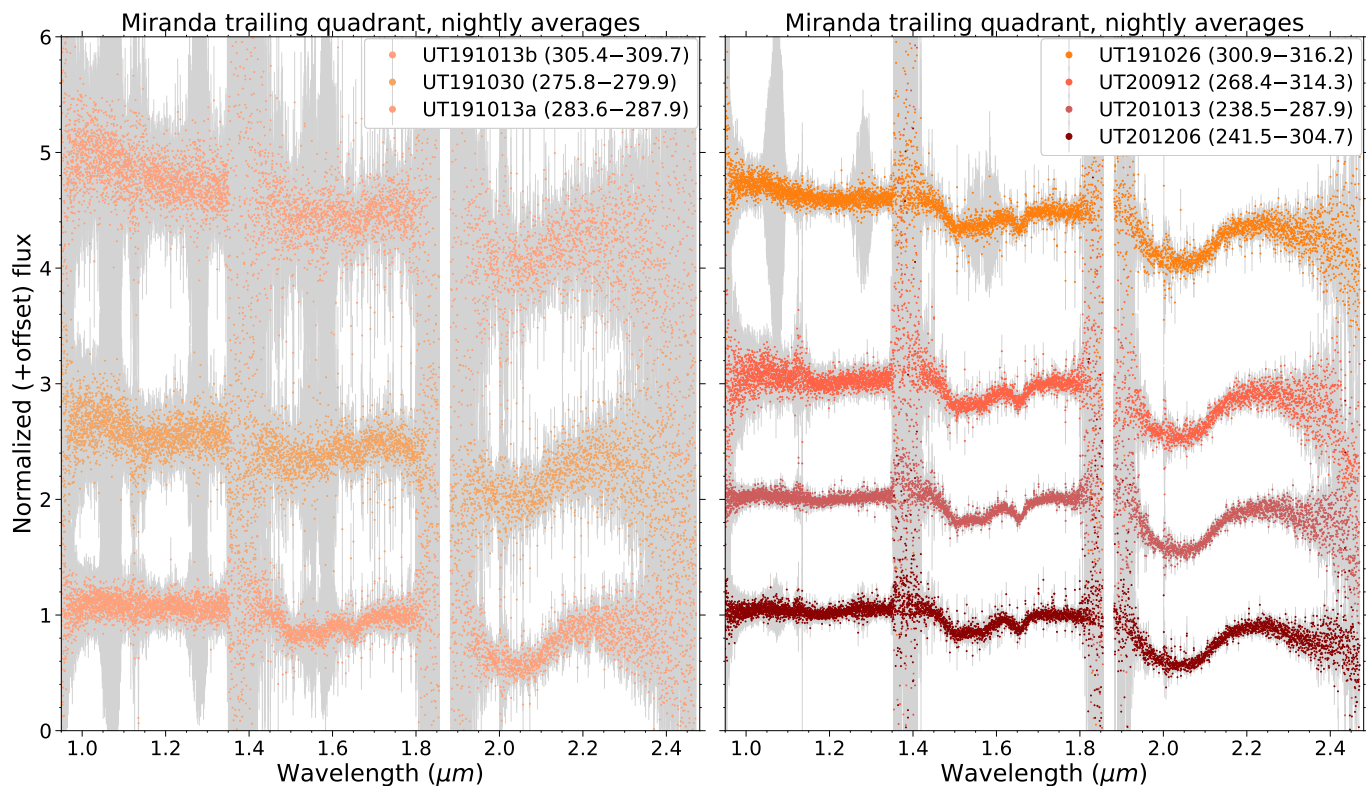 Miranda trailing quadrant, nightly averages
UT191013b (305.4−309.7)
UT191030 (275.8−279.9)
UT191013a (283.6−287.9)
Normalized (+offset) flux
6
5
4
3
2
1
0
1.0 1.2 1.4 1.6 1.8 2.0 2.2 2.4
Wavelength (μm)
Miranda trailing quadrant, nightly averages
UT191026 (300.9−316.2)
UT200912 (268.4−314.3)
UT201013 (238.5−287.9)
UT201206 (241.5−304.7)
1.0 1.2 1.4 1.6 1.8 2.0 2.2 2.4
Wavelength (μm)